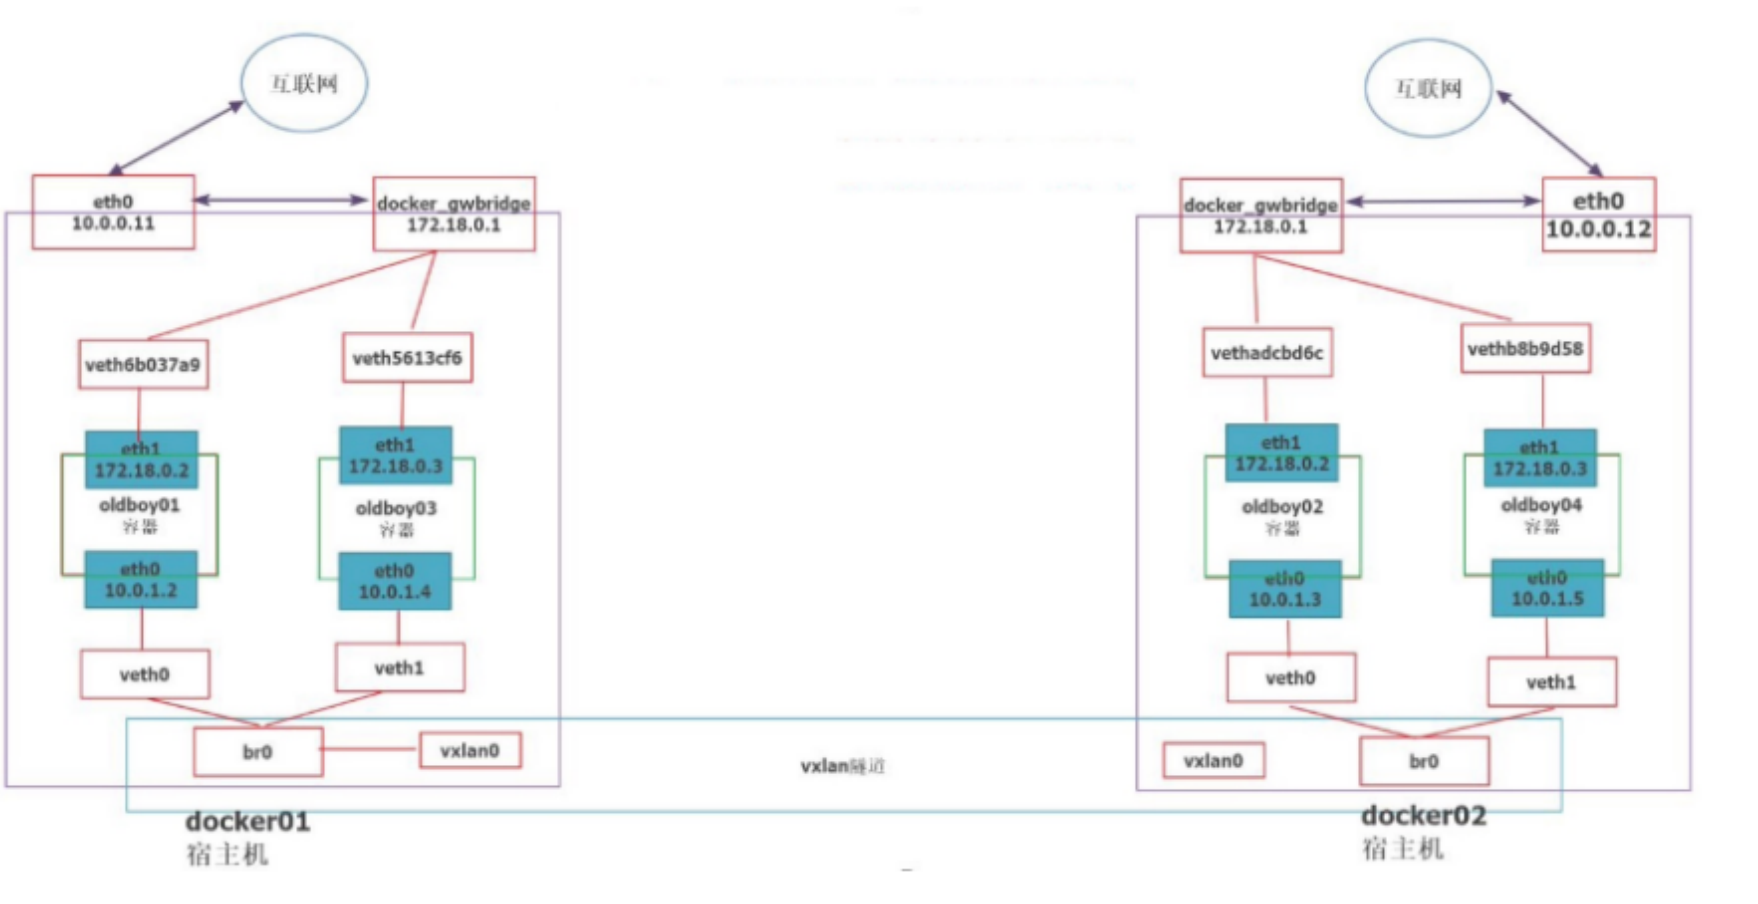 互联网
互联网
eth0
10.0.0.11
docker_gwbridge
172.18.0.1
docker_gwbridge
172.18.0.1
eth0
10.0.0.12
veth6b037a9
veth5613cf6
vethadcbd6c
vethb8b9d58
eth1
172.18.0.2
oldboy01
容器
eth0
10.0.1.2
eth1
172.18.0.3
oldboy03
容器
eth0
10.0.1.4
eth1
172.18.0.2
oldboy02
容器
eth0
10.0.1.3
eth1
172.18.0.3
oldboy04
容器
eth0
10.0.1.5
veth0
veth1
veth0
veth1
br0
vxlan0
vxlan隧道
vxlan0
br0
docker01
宿主机
docker02
宿主机